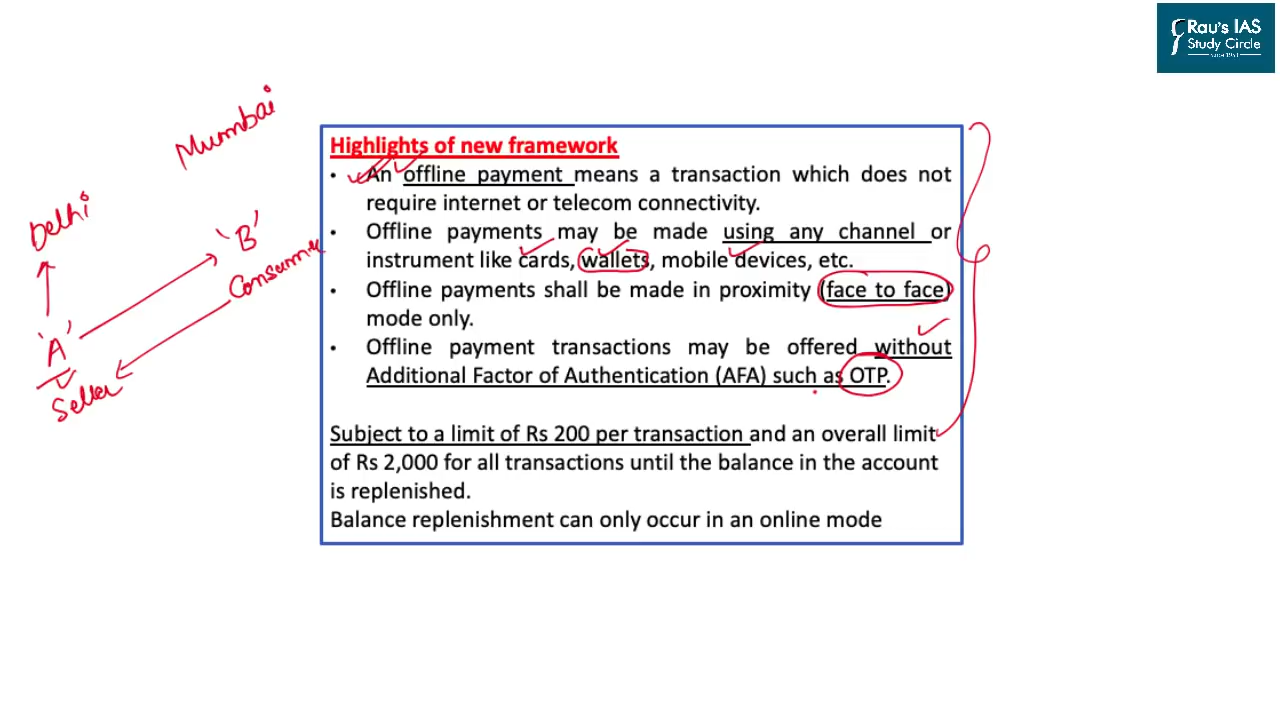 Rau's IAS
Study Circle
SINCE 1953
Mumbai
Delhi
'B'
Consumer
'A'
Seller
Highlights of new framework
• An offline payment means a transaction which does not
require internet or telecom connectivity.
• Offline payments may be made using any channel or
instrument like cards, wallets, mobile devices, etc.
• Offline payments shall be made in proximity (face to face)
mode only.
• Offline payment transactions may be offered without
Additional Factor of Authentication (AFA) such as OTP.
Subject to a limit of Rs 200 per transaction and an overall limit
of Rs 2,000 for all transactions until the balance in the account
is replenished.
Balance replenishment can only occur in an online mode